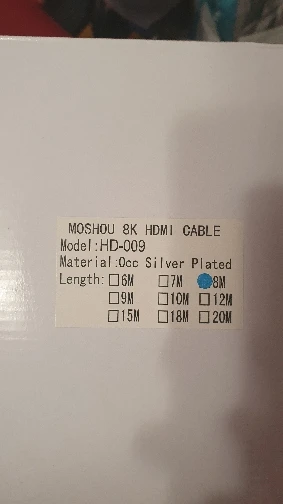 MOSHOU 8K HDMI CABLE
Model:HD-009
Material:Occ Silver Plated
Length: □6M □7M 8M
□9M □10M □12M
□15M □18M □20M